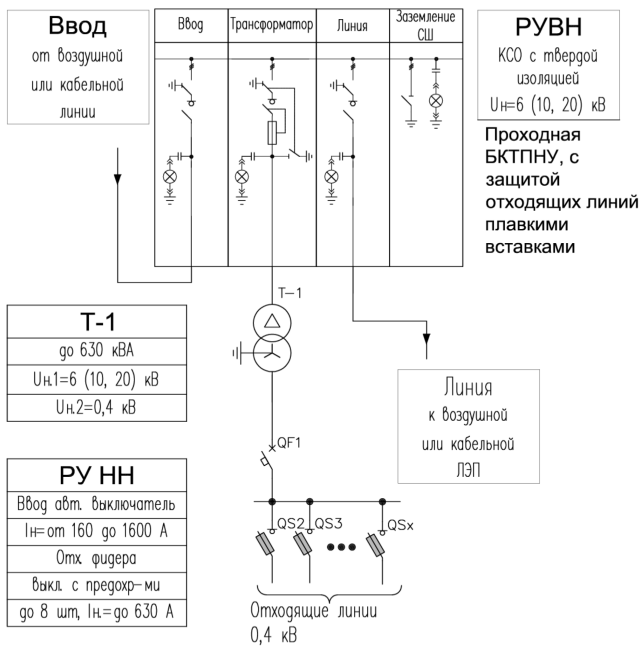 Ввод
от воздушной
или кабельной
линии
Ввод
Трансформатор
Линия
Заземление
СШ
РУВН
КСО с твердой
изоляцией
Uн=6 (10, 20) кВ
Проходная
БКТПНУ, с
защитой
отходящих линий
плавкими
вставками
Т-1
Т-1
до 630 кВА
Uн.1=6 (10, 20) кВ
Uн.2=0,4 кВ
Линия
к воздушной
или кабельной
ЛЭП
QF1
РУ НН
Ввод авт. выключатель
Iн=от 160 до 1600 А
Отх. фидера
Выкл. с предохр-ми
до 8 шт, Iн.=до 630 А
QS2
QS3
QSx
Отходящие линии
0,4 кВ